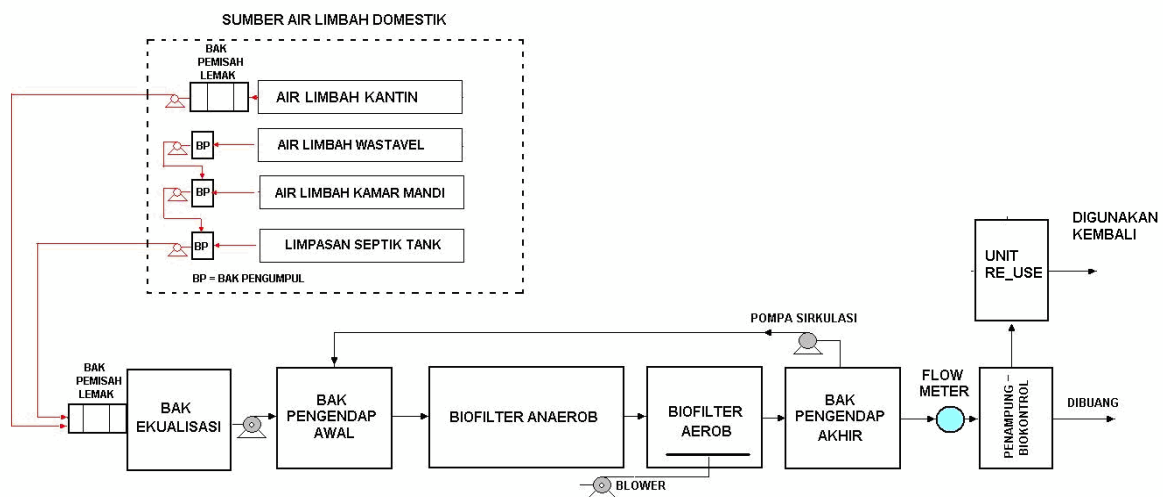 SUMBER AIR LIMBAH DOMESTIK
BAK
PEMISAH
LEMAK
AIR LIMBAH KANTIN
BP
AIR LIMBAH WASTAVEL
BP
AIR LIMBAH KAMAR MANDI
BP
LIMPASAN SEPTIK TANK
BP = BAK PENGUMPUL
DIGUNAKAN
KEMBALI
UNIT
RE_USE
POMPA SIRKULASI
BAK
PEMISAH
LEMAK
BAK
EKUALISASI
BAK
PENGENDAP
AWAL
BIOFILTER ANAEROB
BIOFILTER
AEROB
BLOWER
BAK
PENGENDAP
AKHIR
FLOW
METER
PENAMPUNG –
BIOKONTROL
DIBUANG